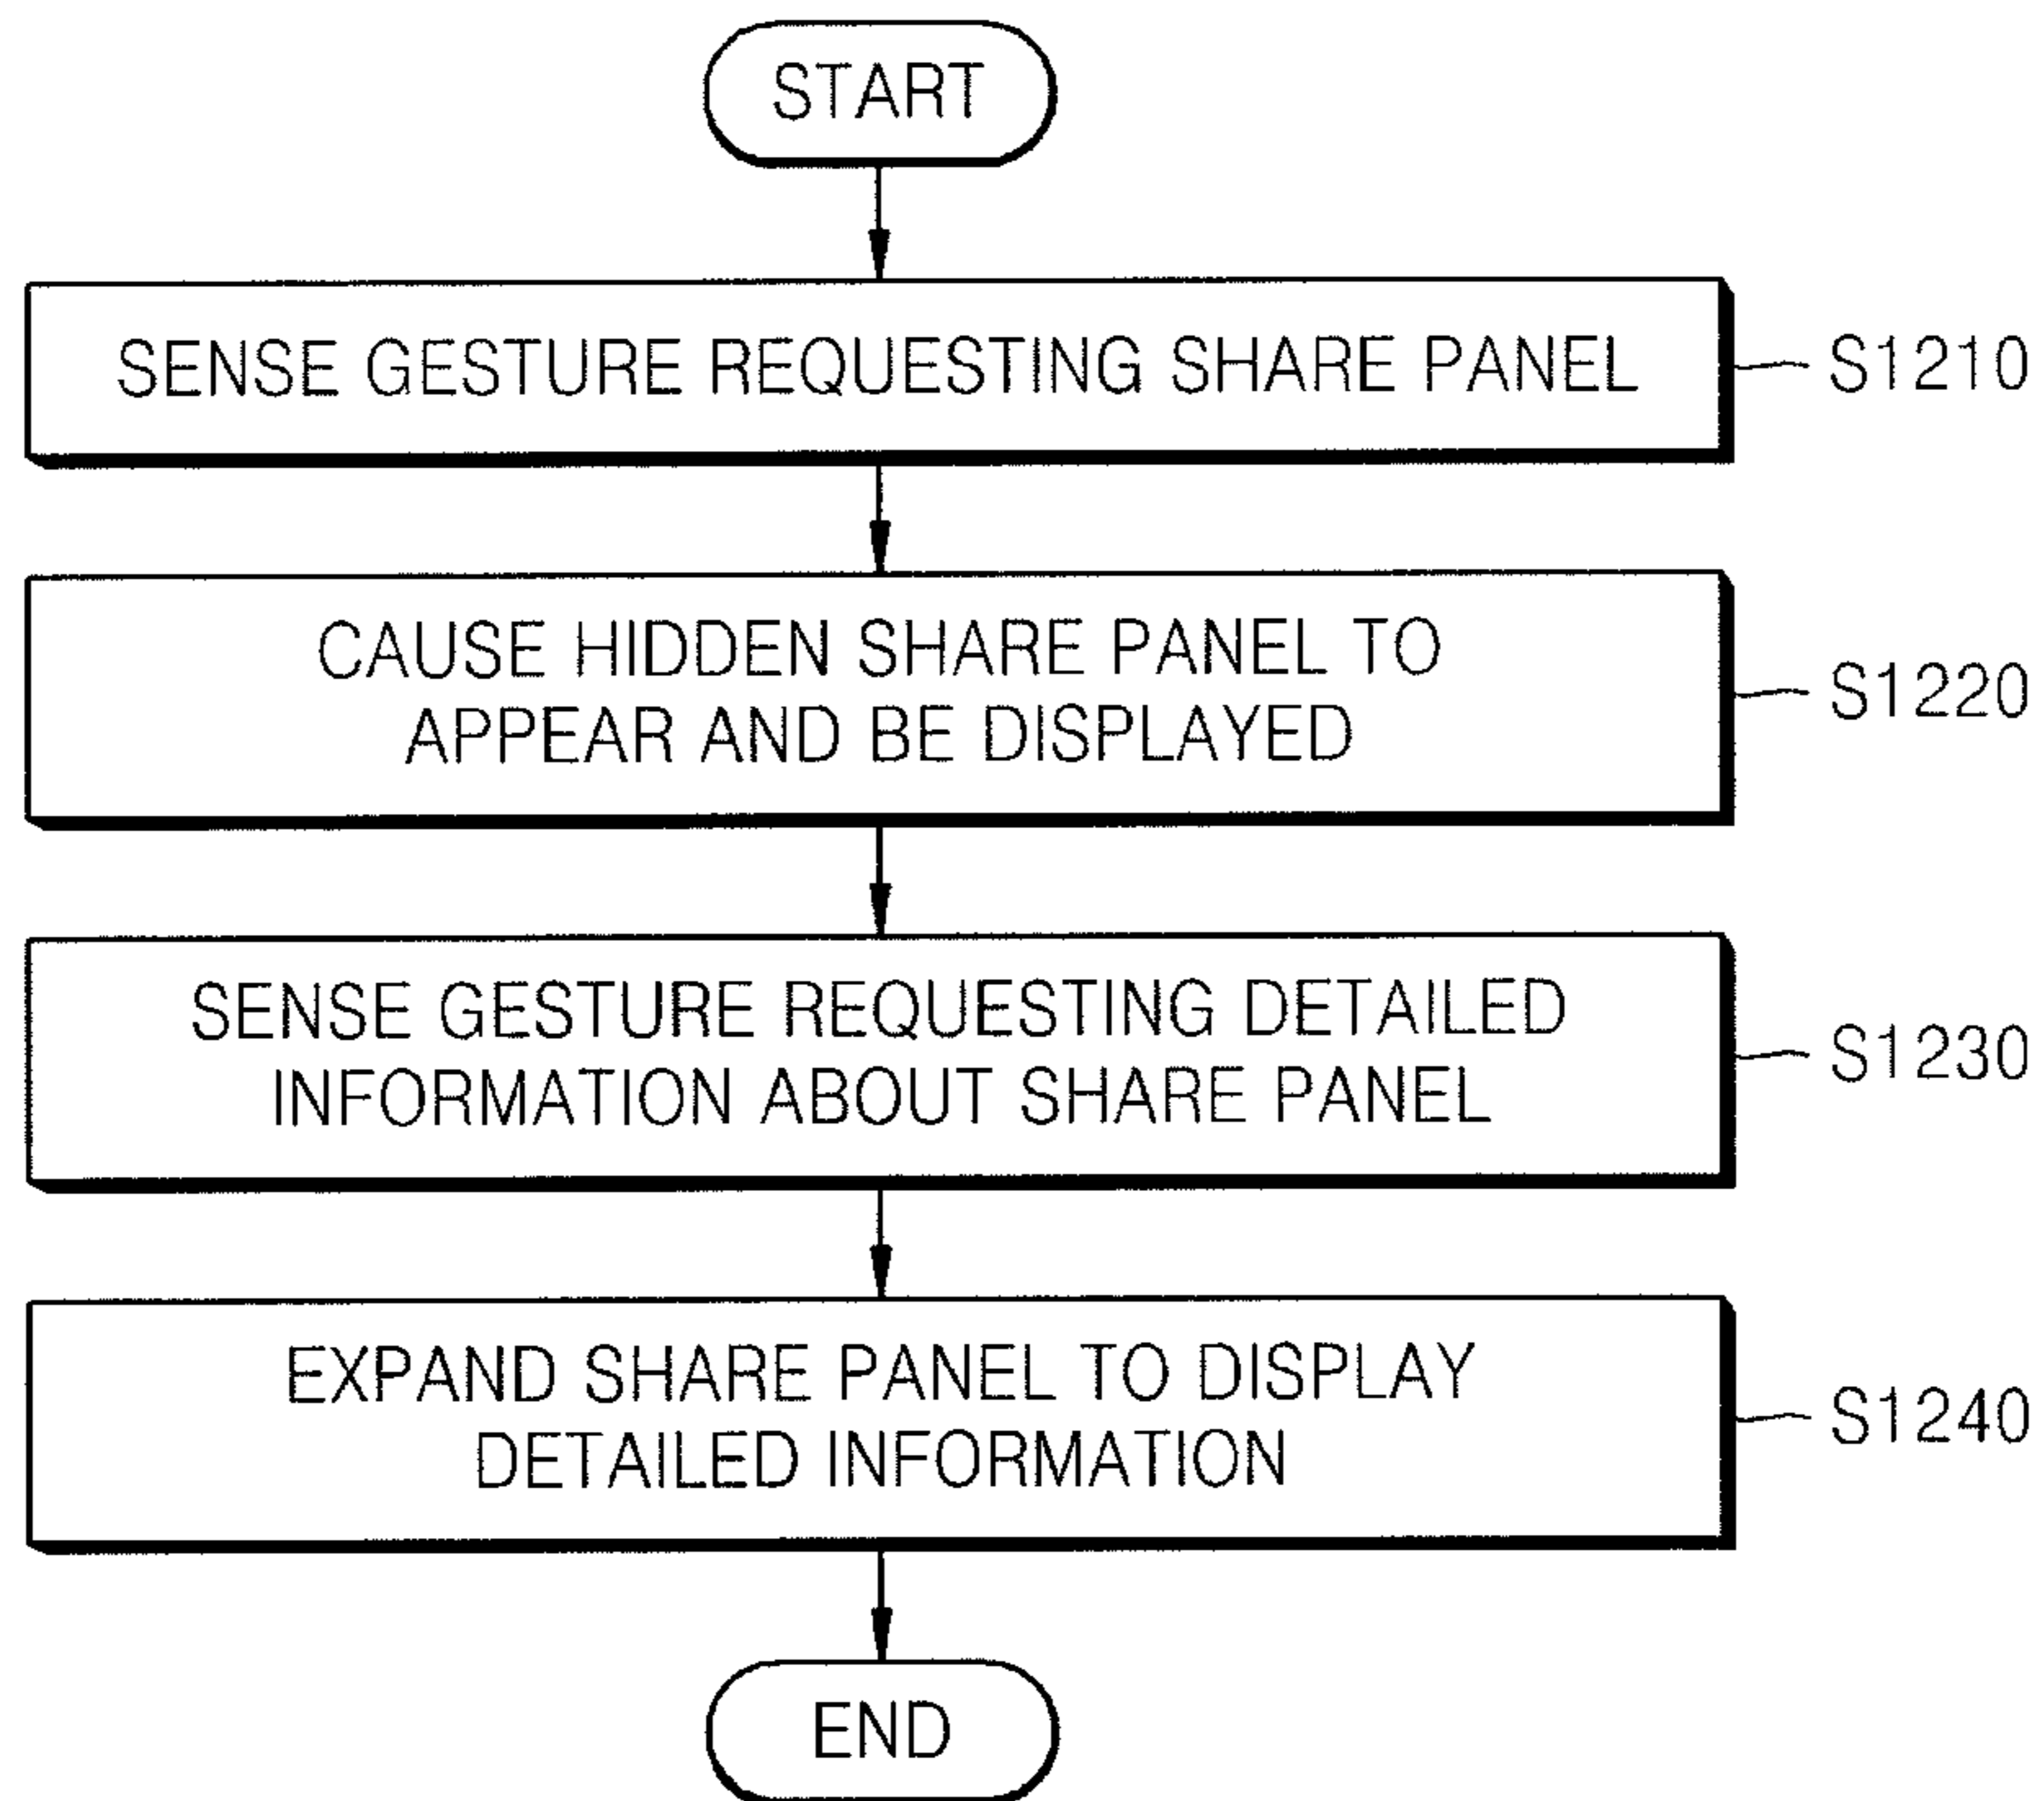 START
SENSE GESTURE REQUESTING SHARE PANEL
S1210
CAUSE HIDDEN SHARE PANEL TO
APPEAR AND BE DISPLAYED
S1220
SENSE GESTURE REQUESTING DETAILED
INFORMATION ABOUT SHARE PANEL
S1230
EXPAND SHARE PANEL TO DISPLAY
DETAILED INFORMATION
S1240
END